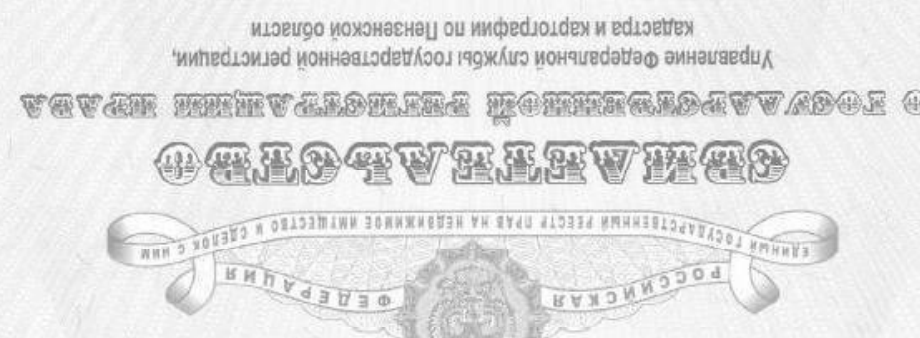 РОССИЙСКАЯ ФЕДЕРАЦИЯ
ЕДИНЫЙ ГОСУДАРСТВЕННЫЙ РЕЕСТР ПРАВ НА НЕДВИЖИМОЕ ИМУЩЕСТВО И СДЕЛОК С НИМ
СВИДЕТЕЛЬСТВО
О ГОСУДАРСТВЕННОЙ РЕГИСТРАЦИИ ПРАВА
Управление Федеральной службы государственной регистрации,
кадастра и картографии по Пензенской области